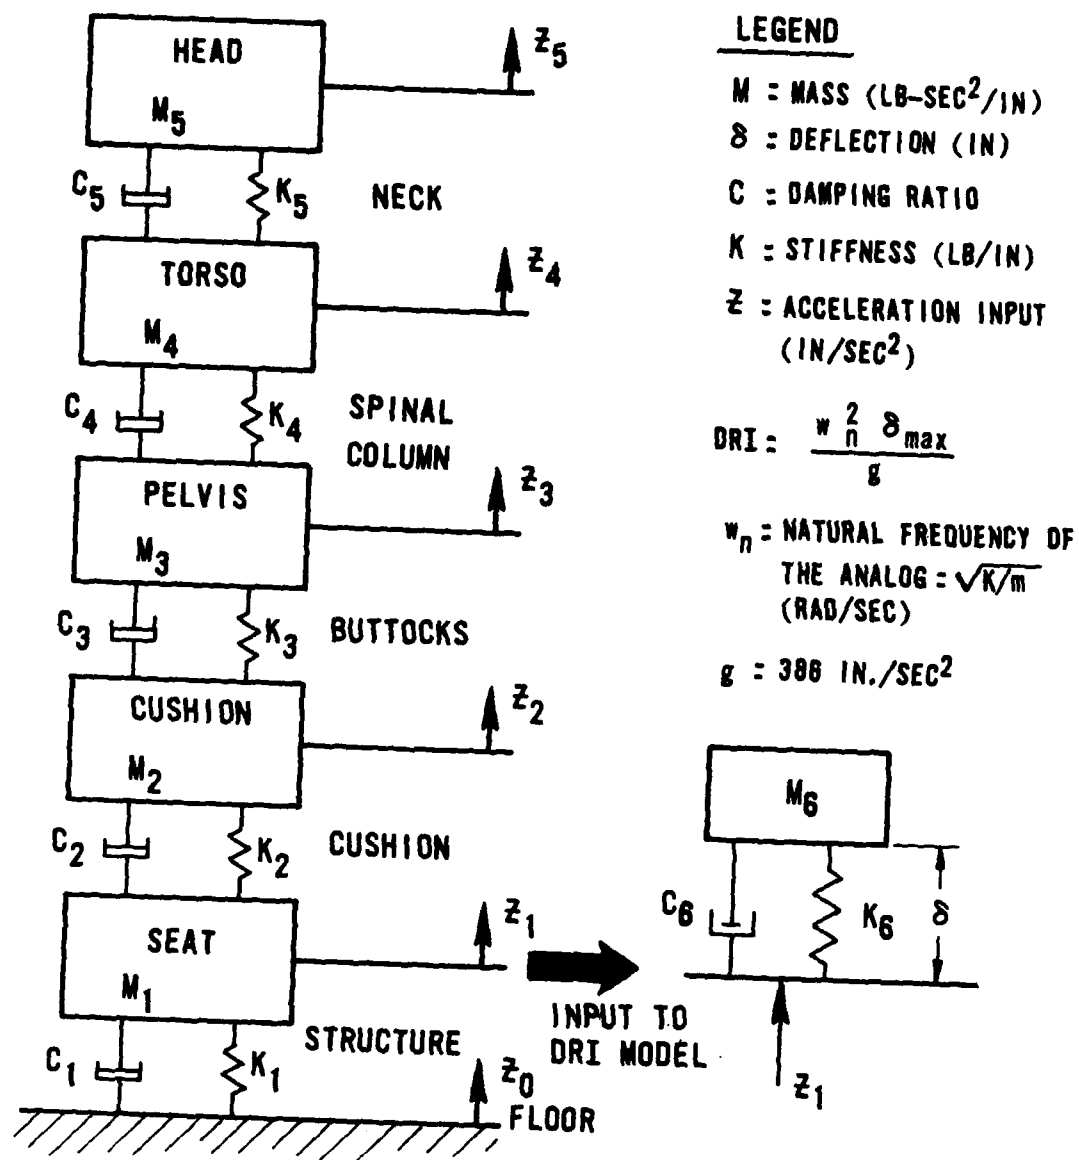 HEAD
M5
Z5
C5
K5
NECK
TORSO
M4
Z4
C4
K4
SPINAL
COLUMN
PELVIS
M3
Z3
C3
K3
BUTTOCKS
CUSHION
M2
Z2
C2
K2
CUSHION
SEAT
M1
Z1
C1
K1
STRUCTURE
Z0
FLOOR
INPUT TO
DRI MODEL
LEGEND
M = MASS (LB-SEC²/IN)
δ = DEFLECTION (IN)
C = DAMPING RATIO
K = STIFFNESS (LB/IN)
Z = ACCELERATION INPUT
(IN/SEC²)
DRI = w n 2 δ max
g
wn = NATURAL FREQUENCY OF
THE ANALOG = √K/m
(RAD/SEC)
g = 386 IN./SEC²
M6
C6
K6
δ
Z1